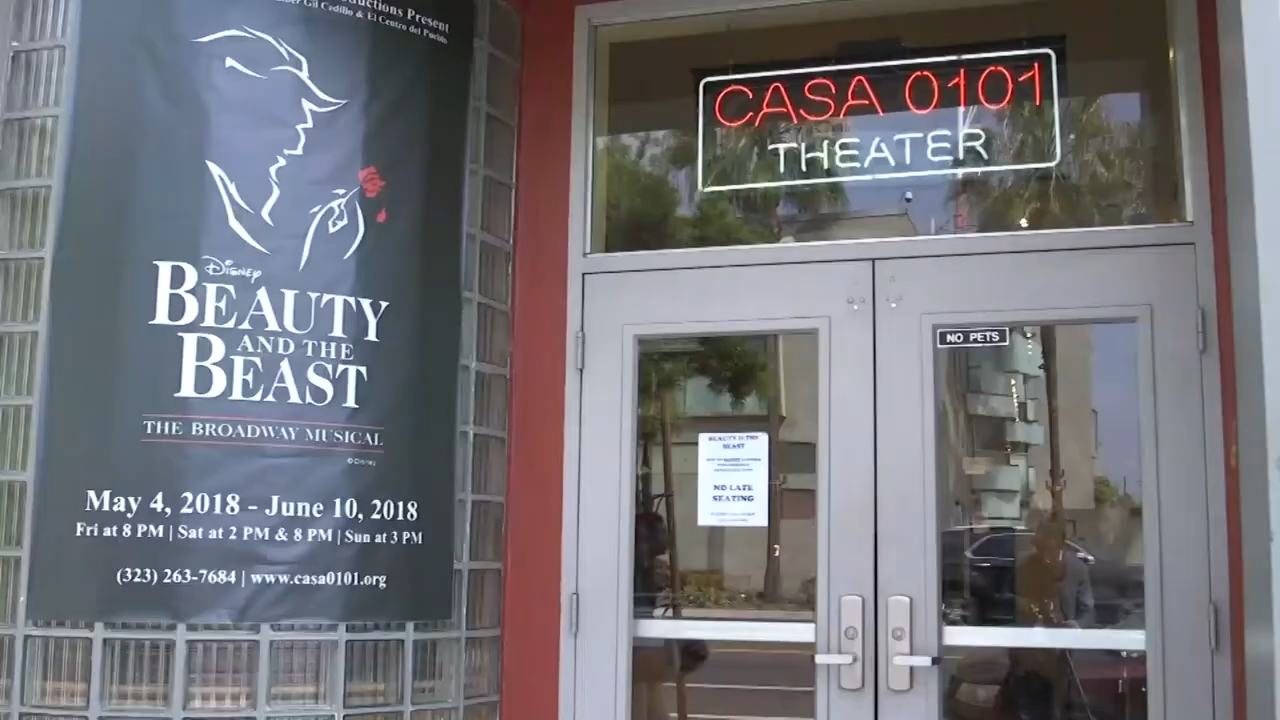 ductions Present
Gil Cedillo & El Centro del Pueblo
Disney
BEAUTY
AND THE
BEAST
THE BROADWAY MUSICAL
© Disney
May 4, 2018 - June 10, 2018
Fri at 8 PM | Sat at 2 PM & 8 PM | Sun at 3 PM
(323) 263-7684 | www.casa0101.org
CASA 0101
THEATER
NO PETS
BEAUTY
BEAST
NO LATE
SEATING